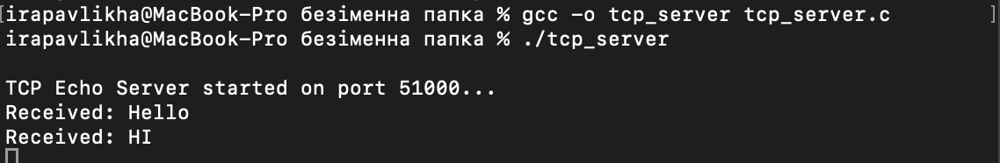 [irapavlikha@MacBook-Pro безіменна папка % gcc -o tcp_server tcp_server.c ]
irapavlikha@MacBook-Pro безіменна папка % ./tcp_server

TCP Echo Server started on port 51000...
Received: Hello
Received: HI